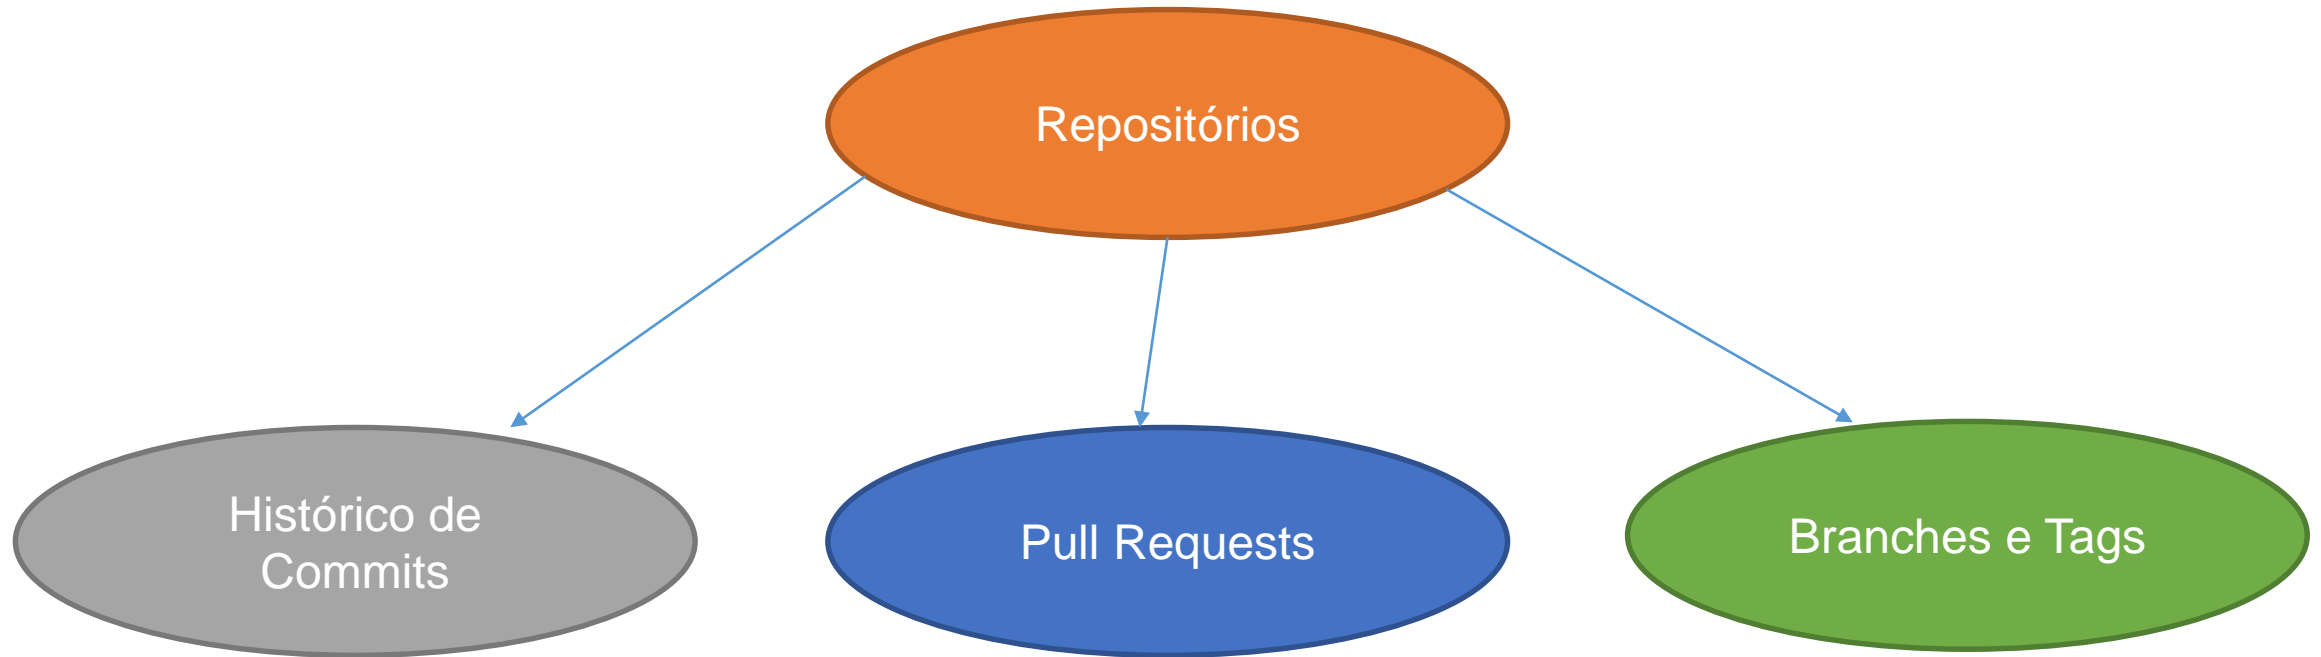 Repositórios
Histórico de
Commits
Pull Requests
Branches e Tags